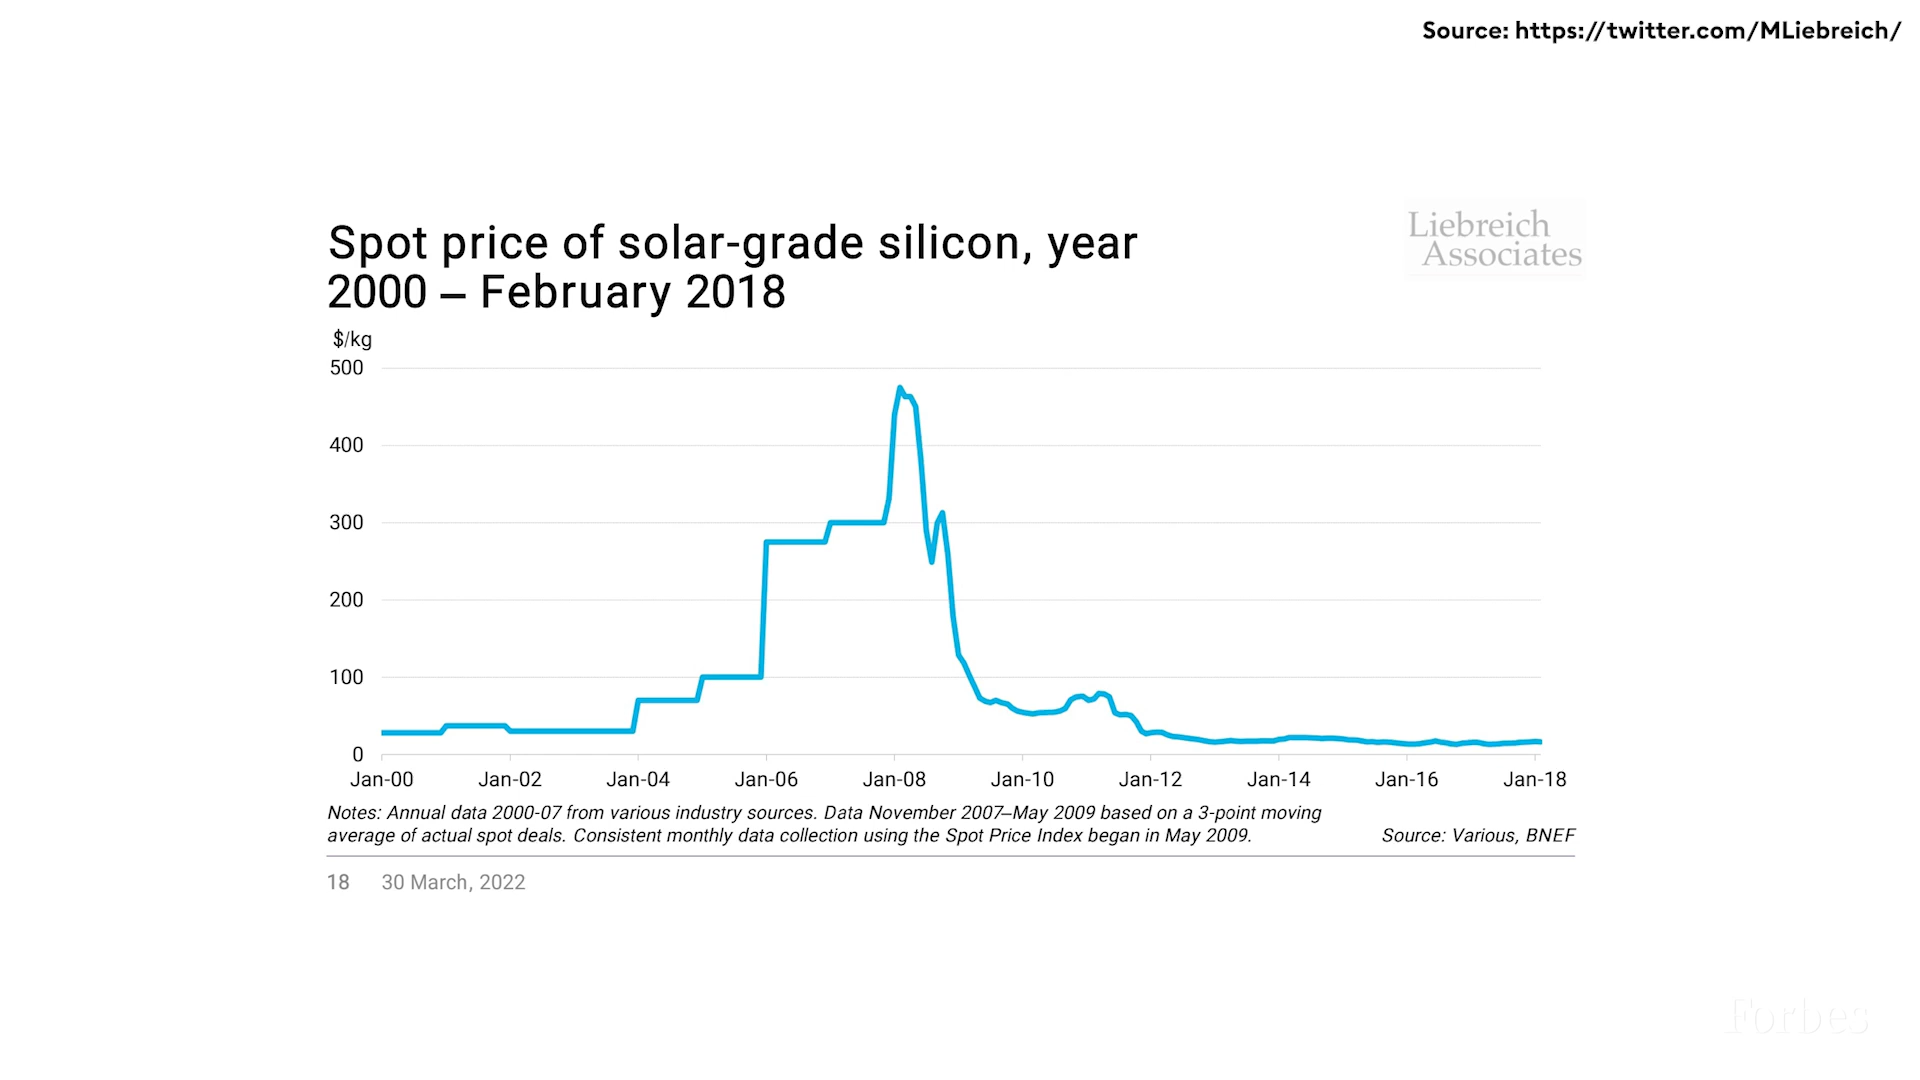 Source: https://twitter.com/MLiebreich/
Spot price of solar-grade silicon, year
2000 – February 2018
Liebreich
Associates
$/kg
500
400
300
200
100
0
Jan-00 Jan-02 Jan-04 Jan-06 Jan-08 Jan-10 Jan-12 Jan-14 Jan-16 Jan-18
Notes: Annual data 2000-07 from various industry sources. Data November 2007–May 2009 based on a 3-point moving
average of actual spot deals. Consistent monthly data collection using the Spot Price Index began in May 2009. Source: Various, BNEF
18 30 March, 2022
Forbes